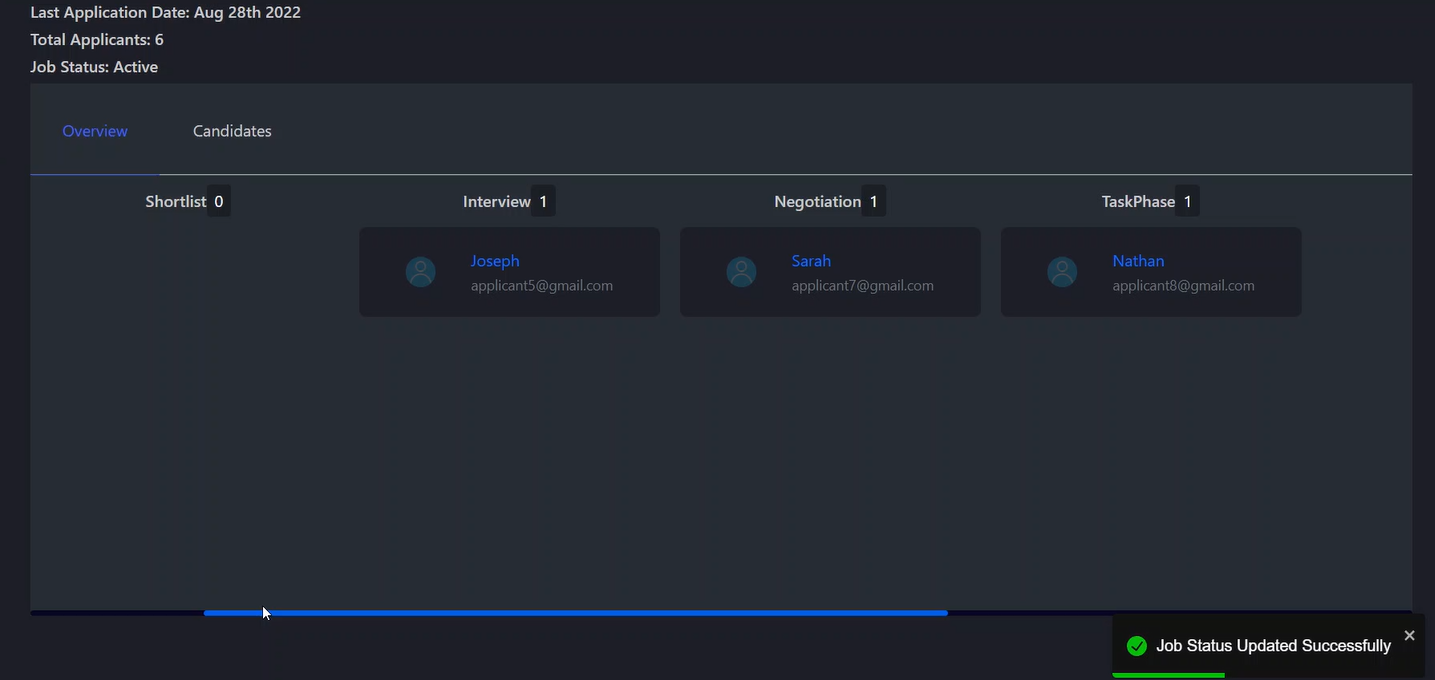 Last Application Date: Aug 28th 2022
Total Applicants: 6
Job Status: Active
Overview Candidates
Shortlist 0 Interview 1 Negotiation 1 TaskPhase 1
Joseph Sarah Nathan
applicant5@gmail.com applicant7@gmail.com applicant8@gmail.com
Job Status Updated Successfully